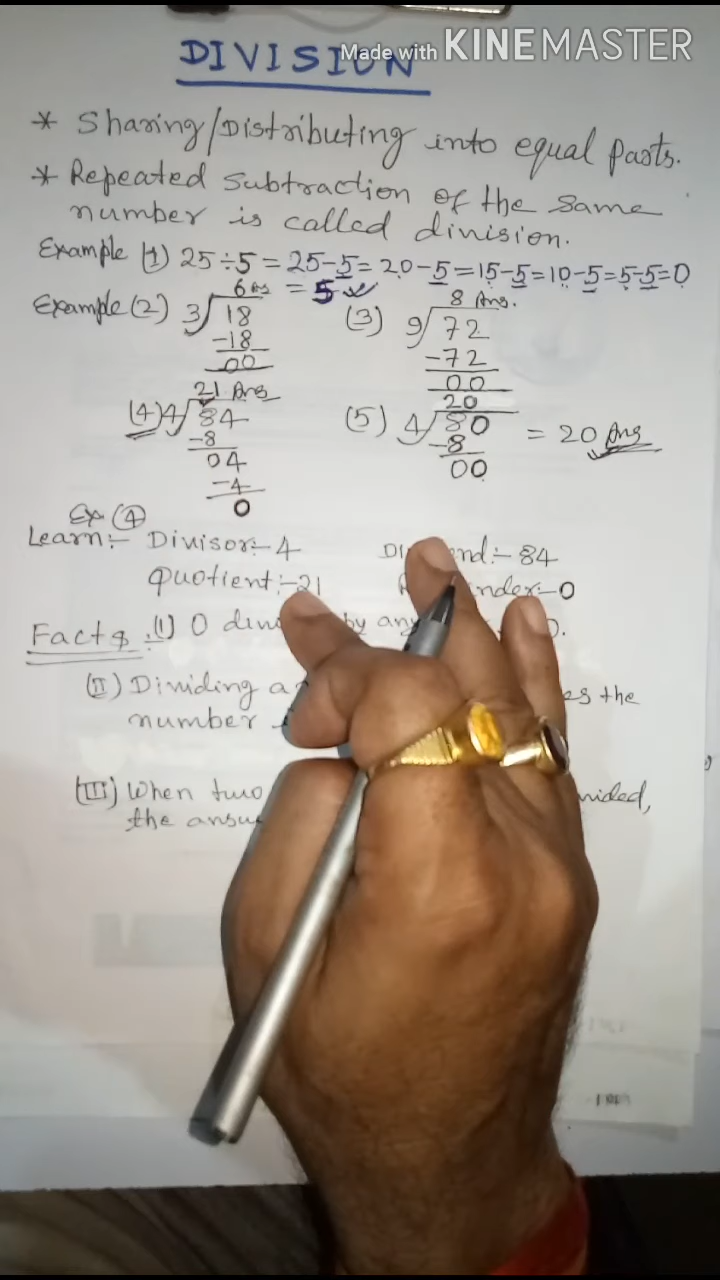 Made with KINEMASTER
DIVISION
* Sharing/Distributing into equal parts.
* Repeated subtraction of the same
number is called division.
Example (1) 25÷5 = 25-5= 20-5=15-5=10-5=5-5=0
= 5
Example (2) 6 Ans
3 18
-18
00
(3) 8 Ans.
9 72
-72
00
(4) 21 Ans
4 84
-8
04
-4
0
(5) 20
4 80 = 20 Ans
-8
00
Ex (4)
Learn:- Divisor:-4 :- 84
Quotient:-21 -0
Facts :- (I) 0 by
(II) Dividing the
number
(III) When two
the